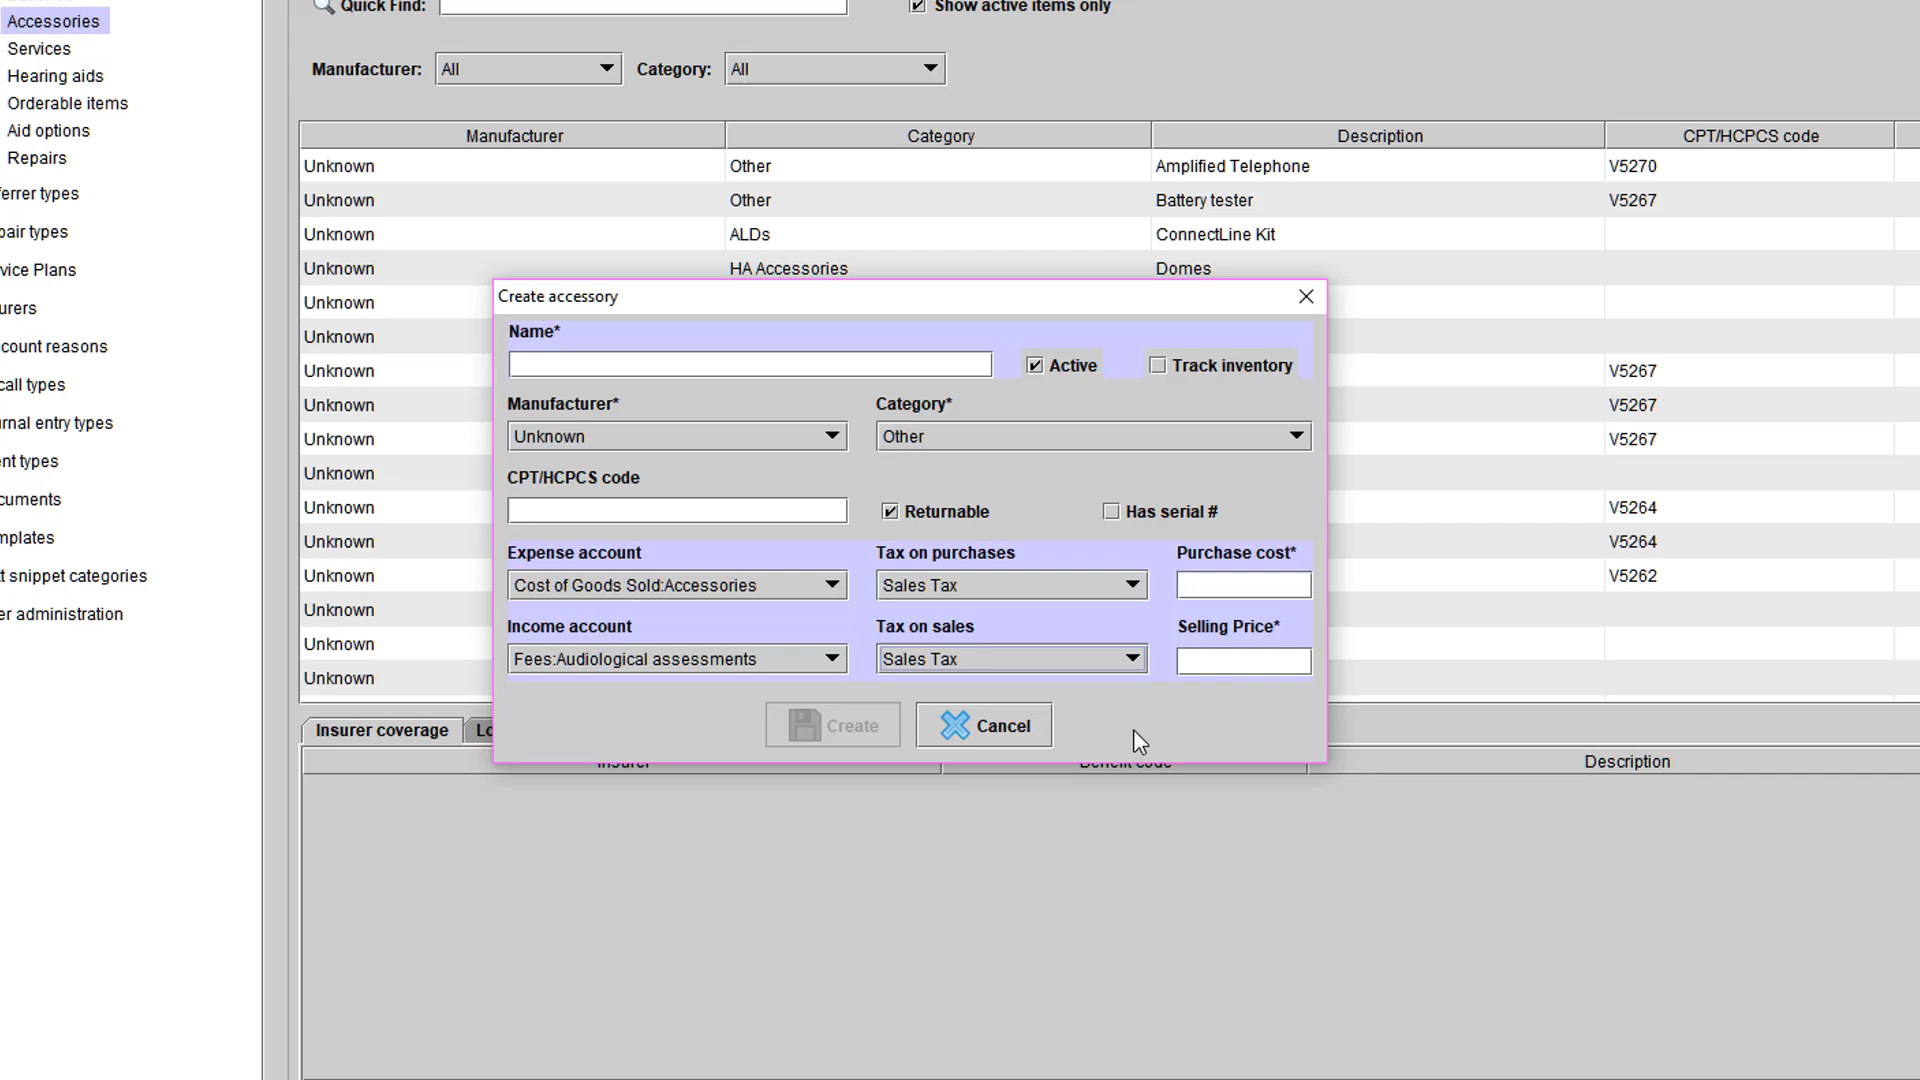 Quick Find:
Show active items only
Accessories
Services
Hearing aids
Orderable items
Aid options
Repairs
ferrer types
pair types
vice Plans
urers
count reasons
call types
rnal entry types
ent types
cuments
mplates
t snippet categories
er administration
Manufacturer: All Category: All
Manufacturer Category Description CPT/HCPCS code
Unknown Other Amplified Telephone V5270
Unknown Other Battery tester V5267
Unknown ALDs ConnectLine Kit
Unknown HA Accessories Domes
Unknown
Unknown
Unknown V5267
Unknown V5267
Unknown V5267
Unknown
Unknown V5264
Unknown V5264
Unknown V5262
Unknown
Unknown
Unknown
Create accessory
Name*
Active Track inventory
Manufacturer* Category*
Unknown Other
CPT/HCPCS code
Returnable Has serial #
Expense account Tax on purchases Purchase cost*
Cost of Goods Sold:Accessories Sales Tax
Income account Tax on sales Selling Price*
Fees:Audiological assessments Sales Tax
Create Cancel
Insurer coverage Lo
Insurer Benefit code Description